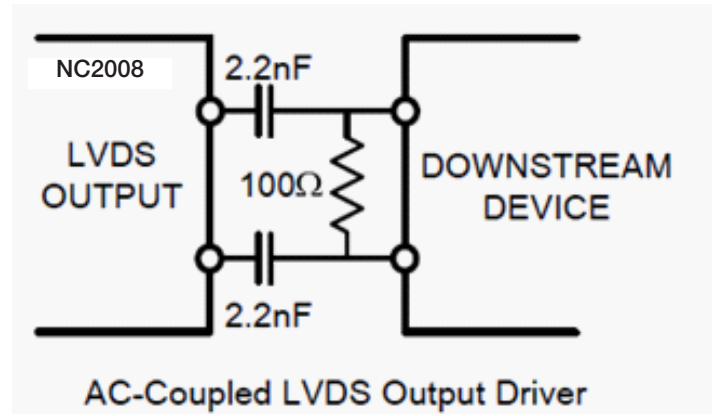 NC2008
2.2nF
LVDS
OUTPUT
100Ω
DOWNSTREAM
DEVICE
2.2nF
AC-Coupled LVDS Output Driver